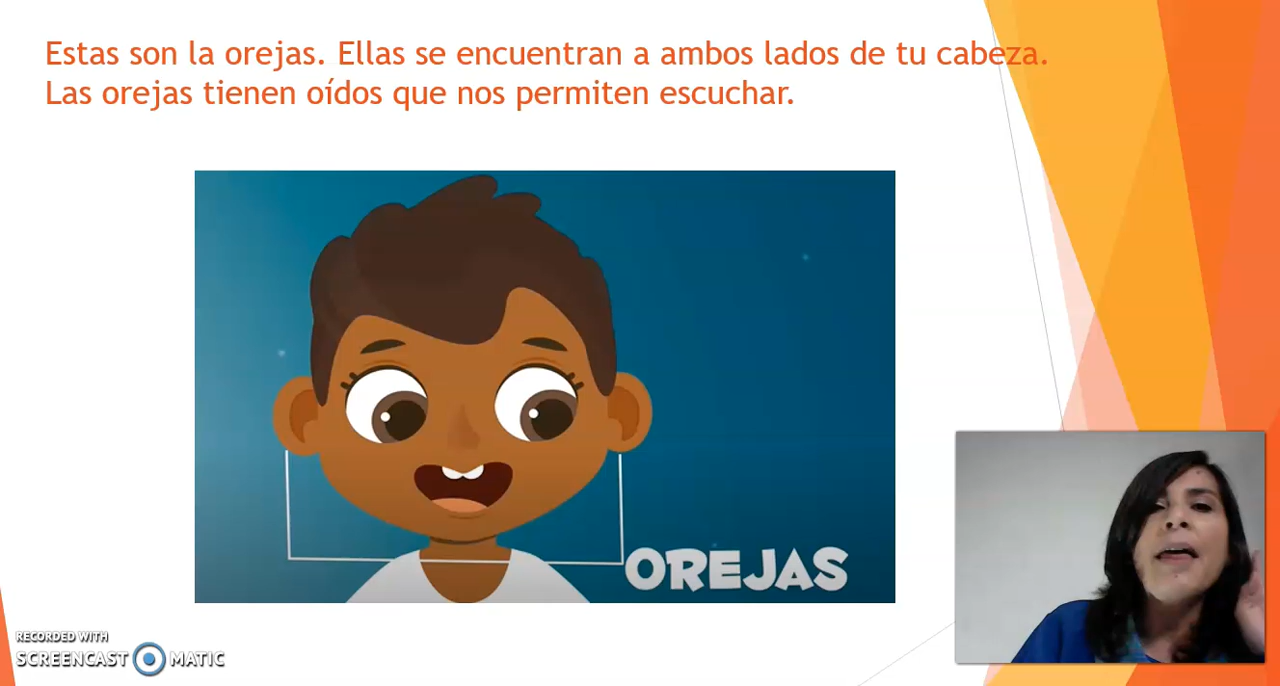 Estas son la orejas. Ellas se encuentran a ambos lados de tu cabeza.
Las orejas tienen oídos que nos permiten escuchar.
OREJAS
RECORDED WITH
SCREENCAST MATIC